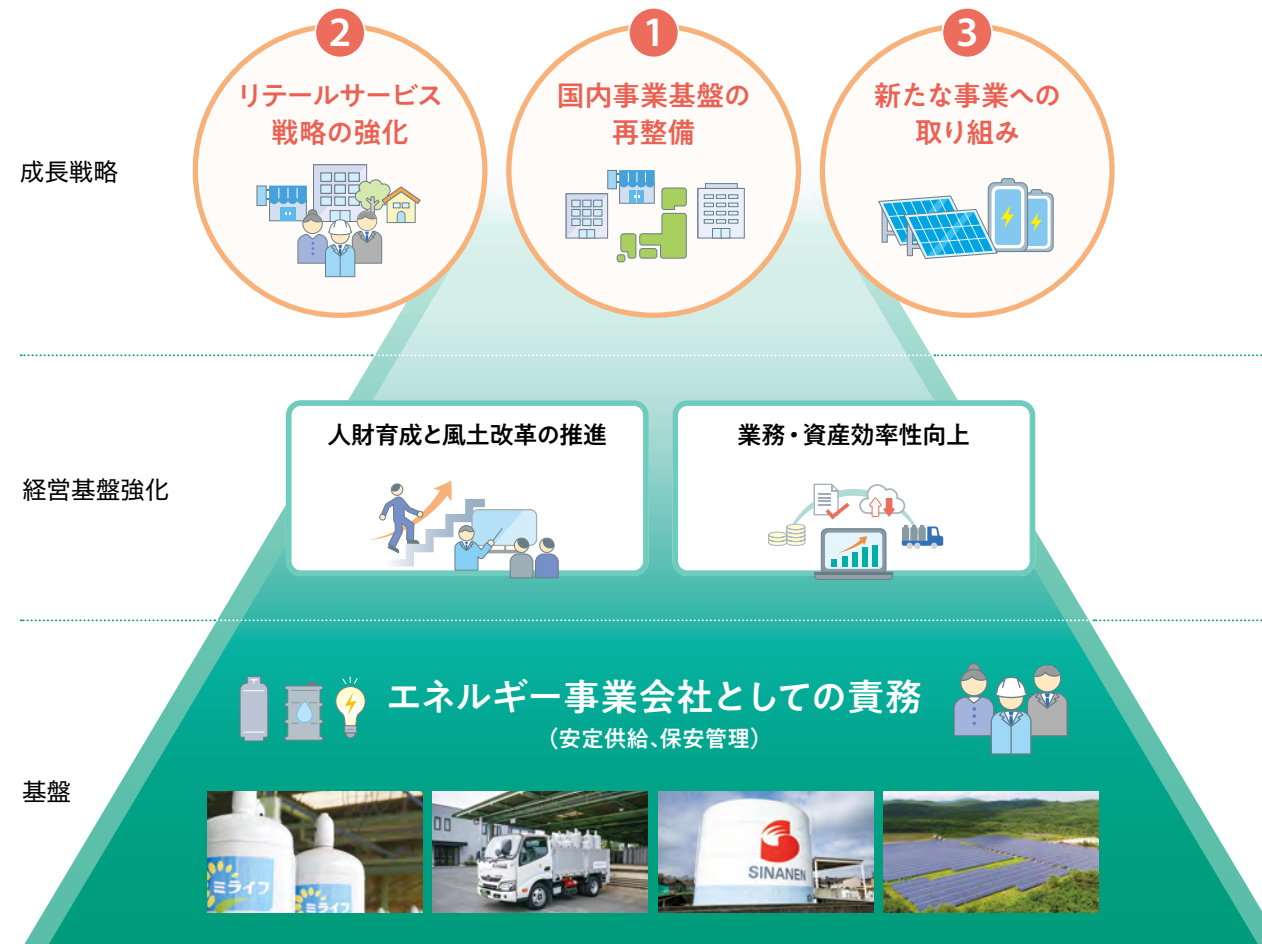 2
リテールサービス
戦略の強化
1
国内事業基盤の
再整備
3
新たな事業への
取り組み
成長戦略
人財育成と風土改革の推進
業務・資産効率性向上
経営基盤強化
エネルギー事業会社としての責務
（安定供給、保安管理）
基盤
ミライフ
ミライフ
SINANEN